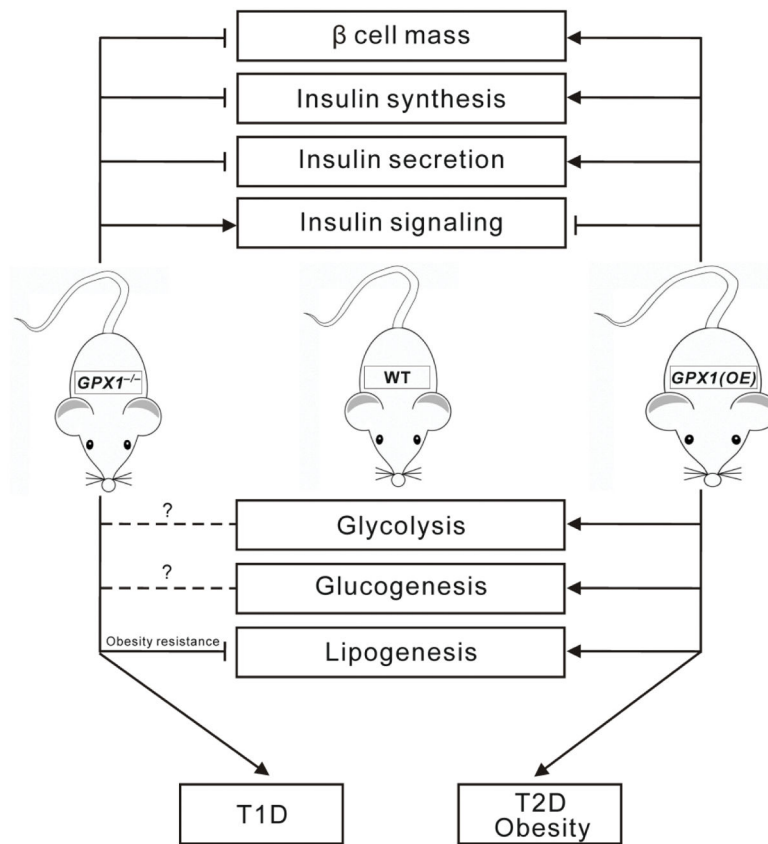 β cell mass
Insulin synthesis
Insulin secretion
Insulin signaling
GPX1⁻/⁻
WT
GPX1(OE)
?
Glycolysis
?
Glucogenesis
Obesity resistance
Lipogenesis
T1D
T2D
Obesity